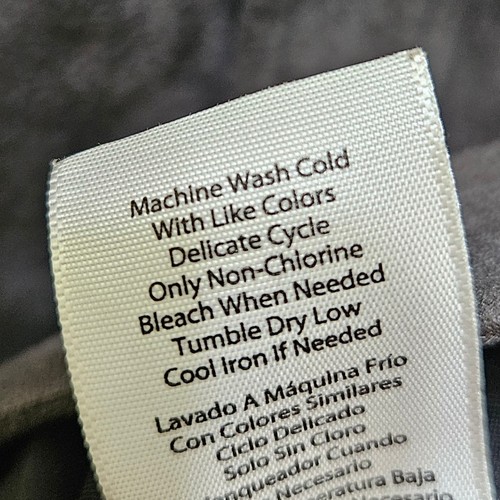 Machine Wash Cold
With Like Colors
Delicate Cycle
Only Non-Chlorine
Bleach When Needed
Tumble Dry Low
Cool Iron If Needed
Lavado A Máquina Frío
Con Colores Similares
Ciclo Delicado
Solo Sin Cloro
Cuando
Necesario
Baja